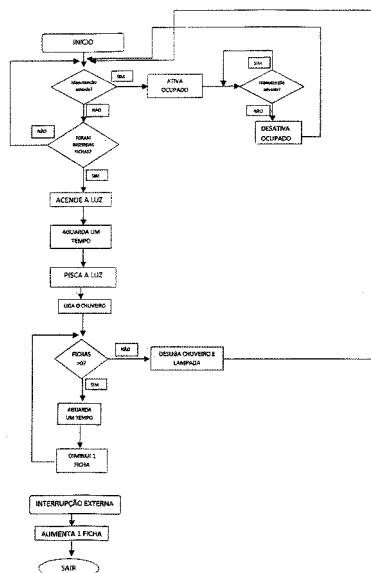 INICIO
SIM
ATIVA
OCUPADO
SIM
NÃO
NÃO
DESATIVA
OCUPADO
NÃO
FORAM
INSERIDAS
FICHAS?
SIM
ACENDE A LUZ
AGUARDA UM
TEMPO
PISCA A LUZ
LIGA O CHUVEIRO
FICHAS
>0?
NÃO
DESLIGA CHUVEIRO E
LAMPADA
SIM
AGUARDA
UM TEMPO
DIMINUI 1
FICHA
INTERRUPÇÃO EXTERNA
AUMENTA 1 FICHA
SAIR